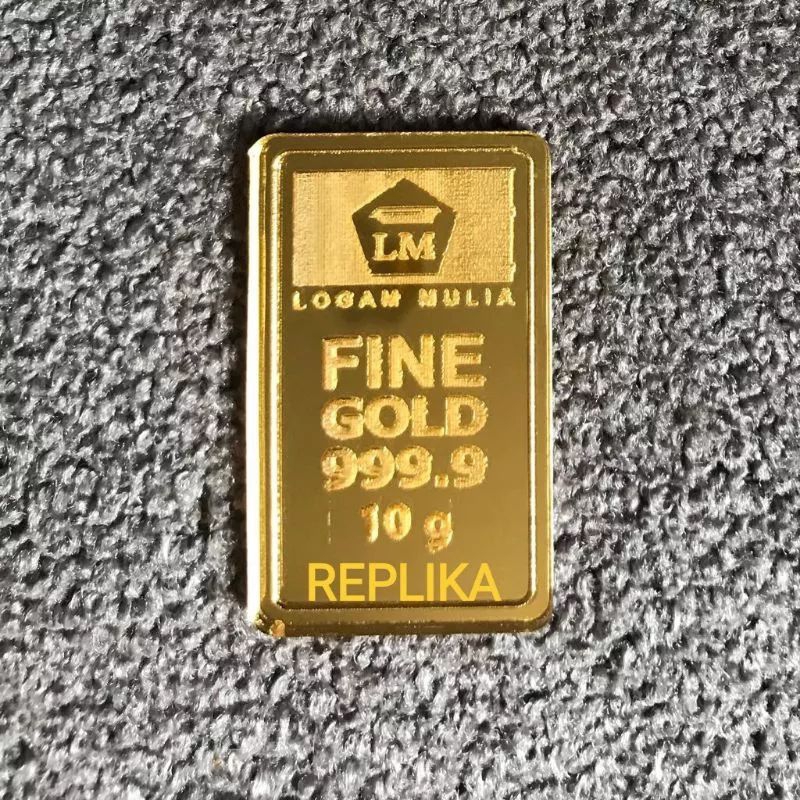 LM
LOGAM MULIA
FINE
GOLD
999.9
10 g
REPLIKA